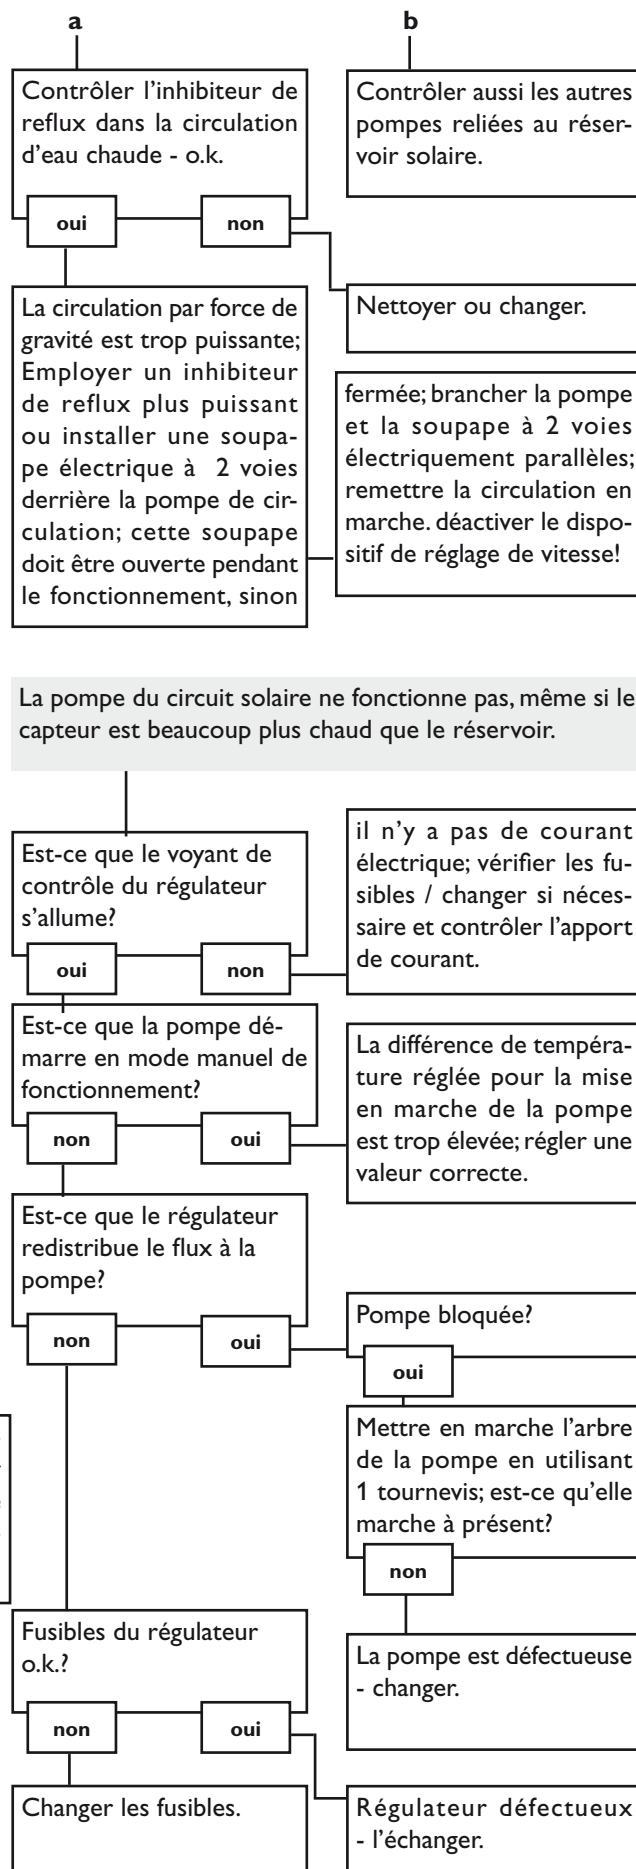 a
b
Contrôler l'inhibiteur de
reflux dans la circulation
d'eau chaude - o.k.
oui
non
Contrôler aussi les autres
pompes reliées au réser-
voir solaire.
Nettoyer ou changer.
La circulation par force de
gravité est trop puissante;
Employer un inhibiteur
de reflux plus puissant
ou installer une soupa-
pe électrique à 2 voies
derrière la pompe de cir-
culation; cette soupape
doit être ouverte pendant
le fonctionnement, sinon
fermée; brancher la pompe
et la soupape à 2 voies
électriquement parallèles;
remettre la circulation en
marche. déactiver le dispo-
sitif de réglage de vitesse!
La pompe du circuit solaire ne fonctionne pas, même si le
capteur est beaucoup plus chaud que le réservoir.
Est-ce que le voyant de
contrôle du régulateur
s'allume?
oui
non
il n'y a pas de courant
électrique; vérifier les fu-
sibles / changer si néces-
saire et contrôler l'apport
de courant.
Est-ce que la pompe dé-
marre en mode manuel de
fonctionnement?
non
oui
La différence de tempéra-
ture réglée pour la mise
en marche de la pompe
est trop élevée; régler une
valeur correcte.
Est-ce que le régulateur
redistribue le flux à la
pompe?
non
oui
Pompe bloquée?
oui
Mettre en marche l'arbre
de la pompe en utilisant
1 tournevis; est-ce qu'elle
marche à présent?
non
La pompe est défectueuse
- changer.
Fusibles du régulateur
o.k.?
non
oui
Changer les fusibles.
Régulateur défectueux
- l'échanger.